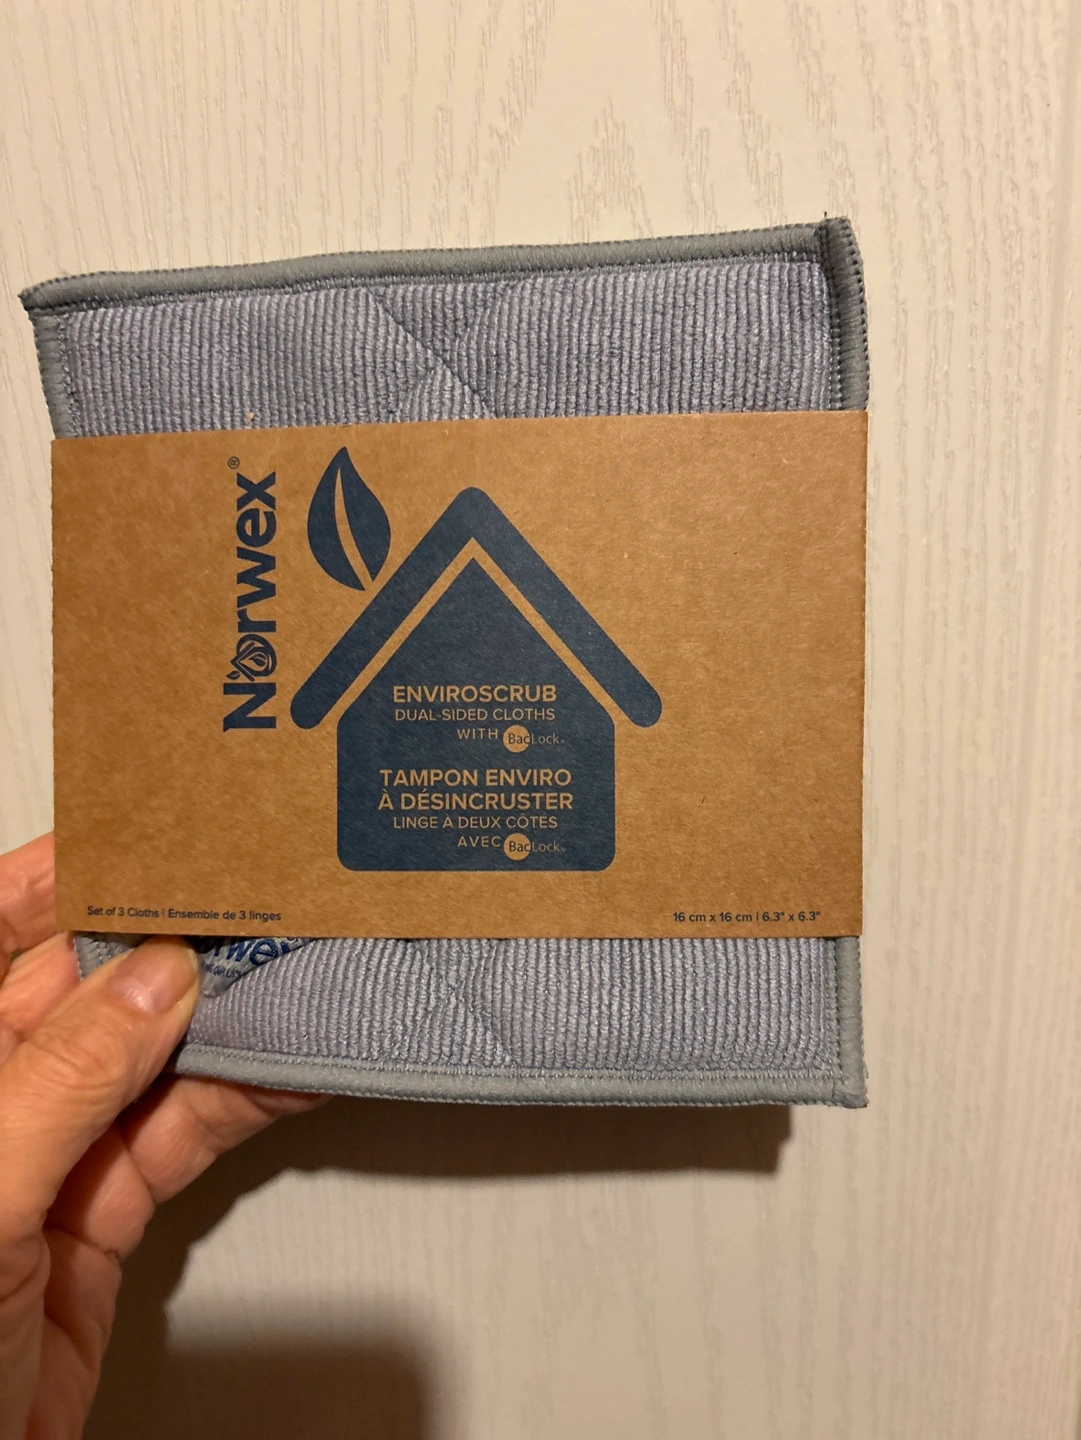 Norwex®
ENVIROSCRUB
DUAL-SIDED CLOTHS
WITH BacLock
TAMPON ENVIRO
À DÉSINCRUSTER
LINGE À DEUX CÔTÉS
AVEC BacLock
Set of 3 Cloths | Ensemble de 3 linges
16 cm x 16 cm | 6.3" x 6.3"